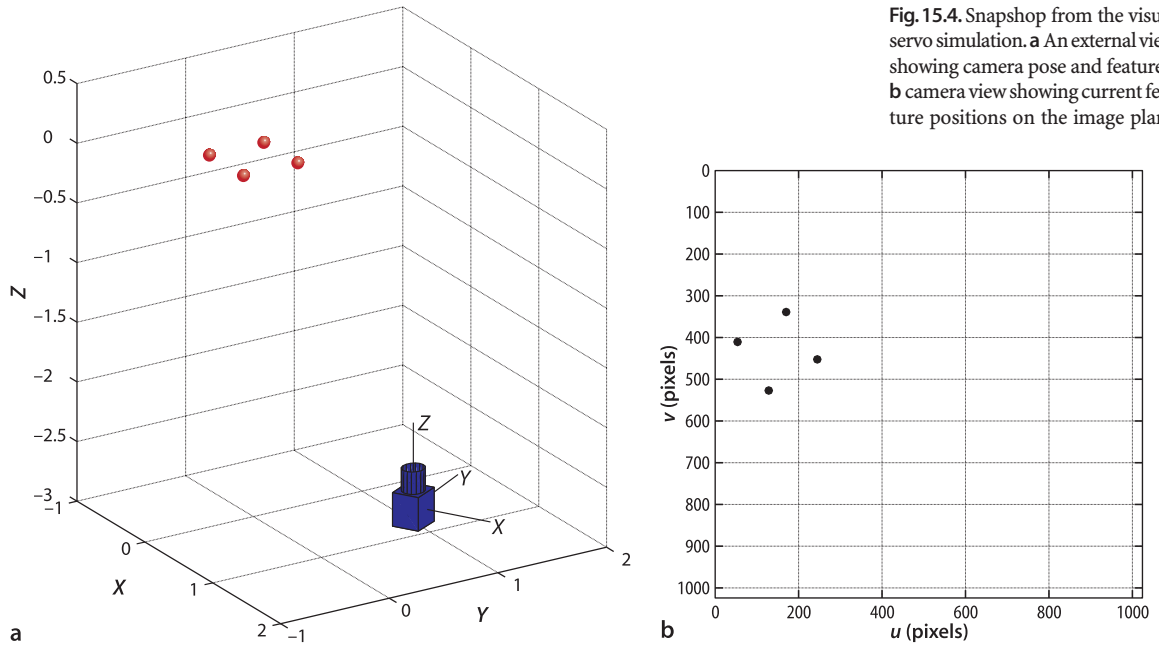 Fig. 15.4. Snapshop from the visu
servo simulation. a An external vie
showing camera pose and feature
b camera view showing current fe
ture positions on the image plan
0.5
0
−0.5
−1
−1.5
−2
−2.5
−3
Z
−1
0
1
2
X
−1
0
1
2
Y
Z
Y
X
a
0
100
200
300
400
500
600
700
800
900
1000
v (pixels)
0
200
400
600
800
1000
u (pixels)
b